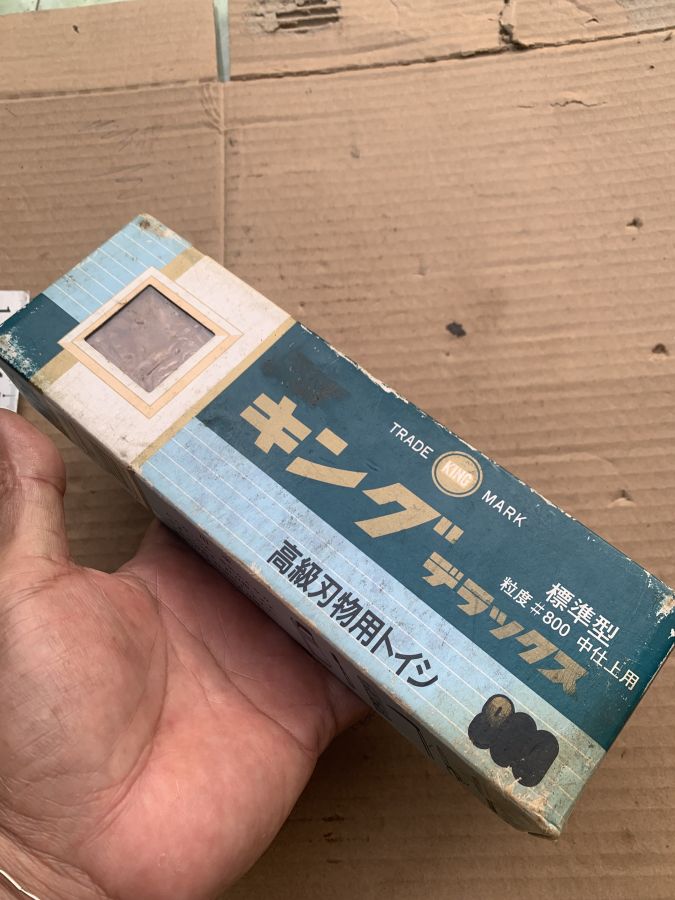 TRADE KING MARK
キング
デラックス
標準型
粒度 #800 中仕上用
高級刃物用トイシ